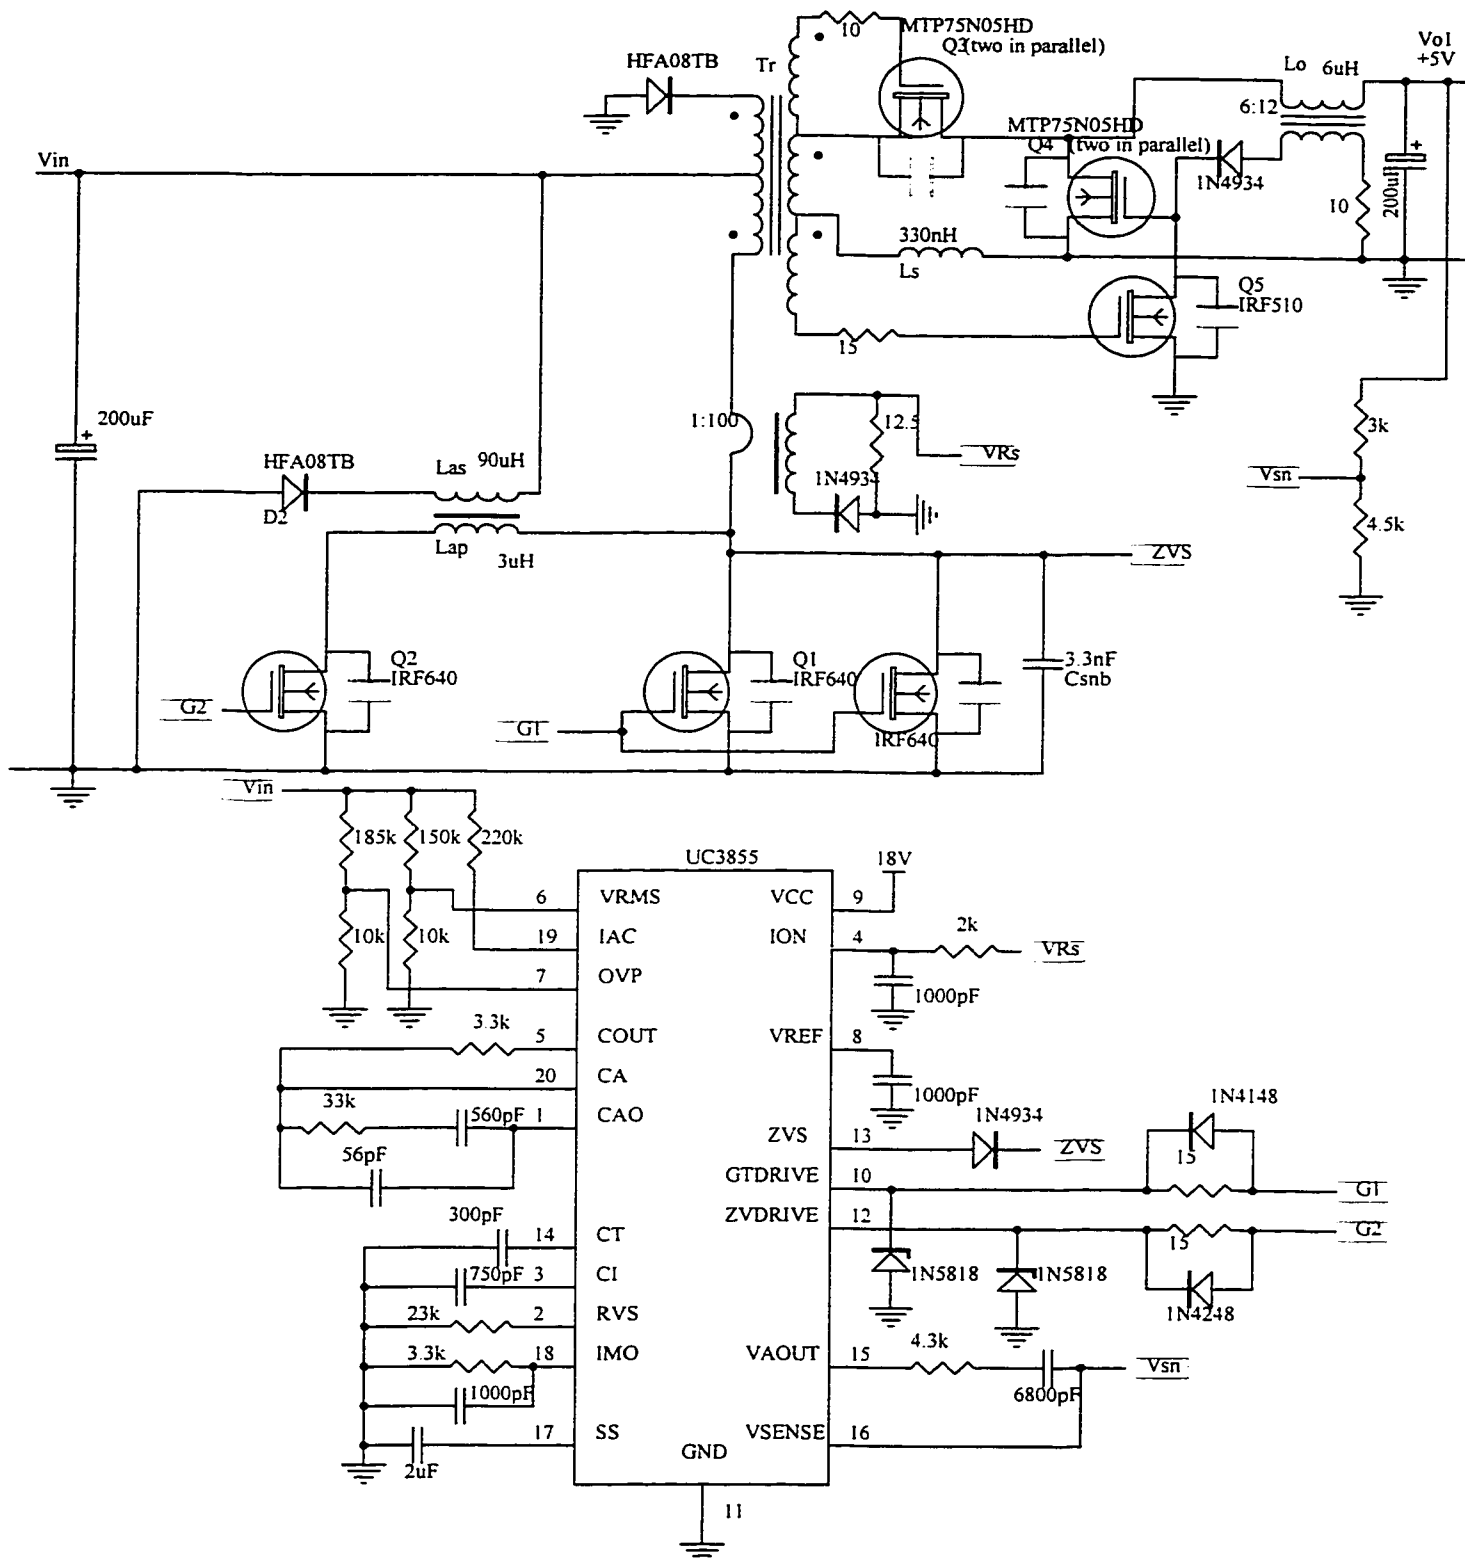 MTP75N05HD
10
Q3(two in parallel)
Vo1
+5V
HFA08TB
Tr
Lo 6uH
6:12
MTP75N05HD
Q4 (two in parallel)
Vin
1N4934
10
200uF
330nH
Ls
Q5
IRF510
15
200uF
1:100
12.5
VRs
3k
HFA08TB
Las 90uH
1N4934
Vsn
D2
4.5k
Lap
3uH
ZVS
Q2
IRF640
Q1
IRF640
3.3nF
Csnb
G2
G1
IRF640
Vin
185k
150k
220k
UC3855
18V
6 VRMS
VCC 9
10k
10k
19 IAC
ION 4
2k
VRs
7 OVP
1000pF
3.3k
5 COUT
VREF 8
20 CA
1000pF
1N4148
33k
560pF
1 CAO
1N4934
ZVS 13
ZVS
15
56pF
GTDRIVE 10
G1
300pF
ZVDRIVE 12
G2
14 CT
15
750pF
3 CI
1N5818
1N5818
1N4248
23k
2 RVS
3.3k
18 IMO
VAOUT 15
4.3k
Vsn
1000pF
6800pF
17 SS
VSENSE 16
2uF
GND
11